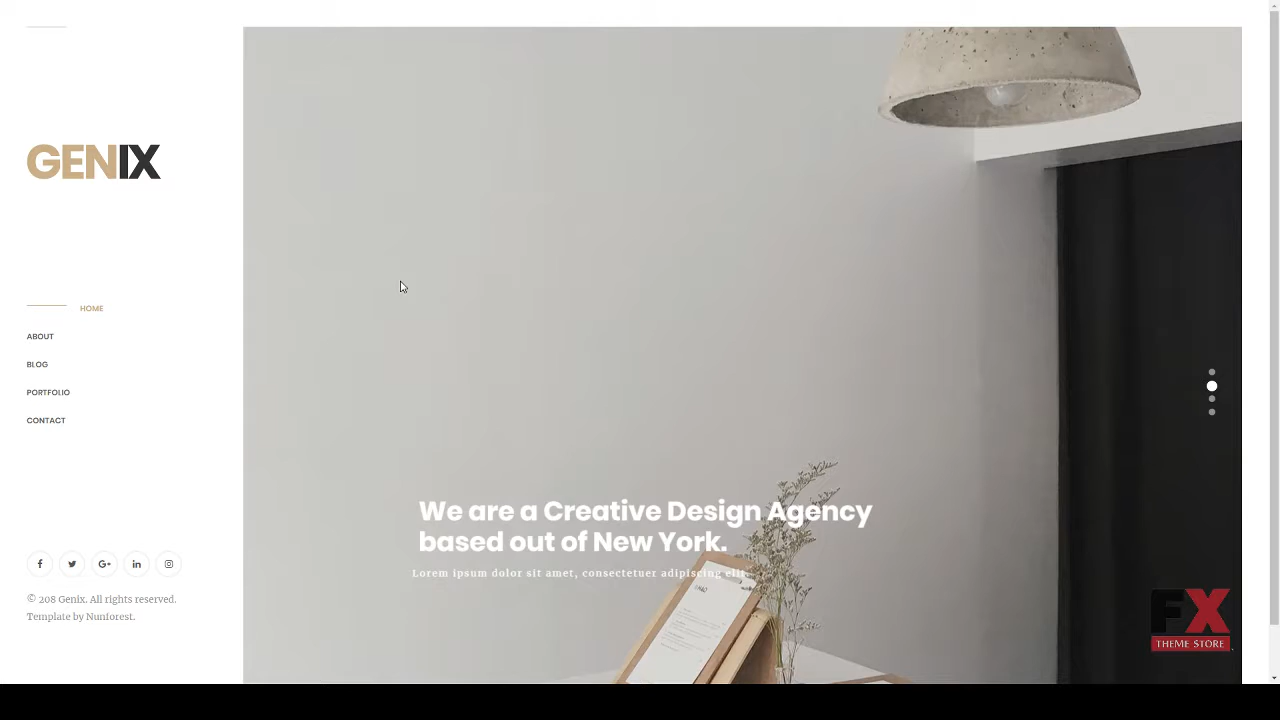 GENIX
HOME
ABOUT
BLOG
PORTFOLIO
CONTACT
© 208 Genix. All rights reserved.
Template by Nunforest.
We are a Creative Design Agency
based out of New York.
Lorem ipsum dolor sit amet, consectetuer adipiscing elit.
FX
THEME STORE